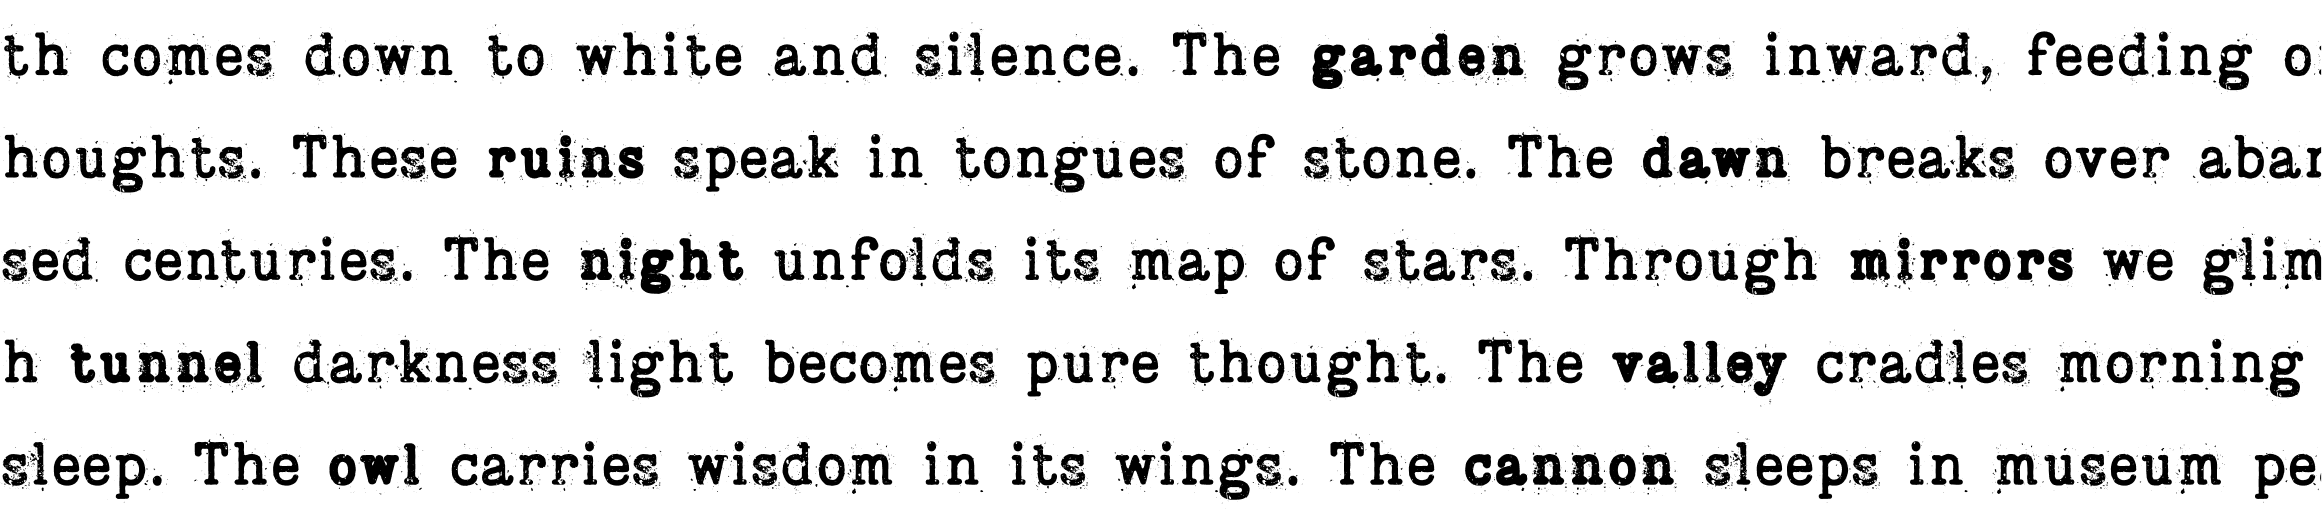 th comes down to white and silence. The garden grows inward, feeding o
houghts. These ruins speak in tongues of stone. The dawn breaks over aban
sed centuries. The night unfolds its map of stars. Through mirrors we glim
h tunnel darkness light becomes pure thought. The valley cradles morning
sleep. The owl carries wisdom in its wings. The cannon sleeps in museum pe